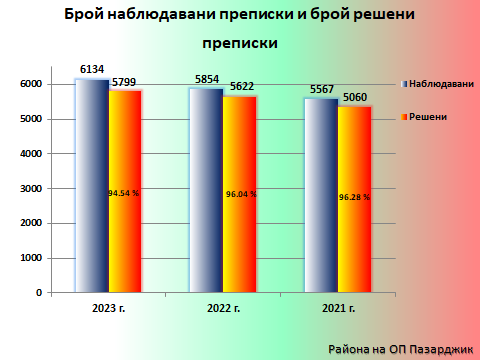 Брой наблюдавани преписки и брой решени
преписки
6134
5799
5854
5622
5567
5060
6000
5000
4000
3000
2000
1000
0
94.54 %
96.04 %
96.28 %
2023 г.
2022 г.
2021 г.
Наблюдавани
Решени
Района на ОП Пазарджик